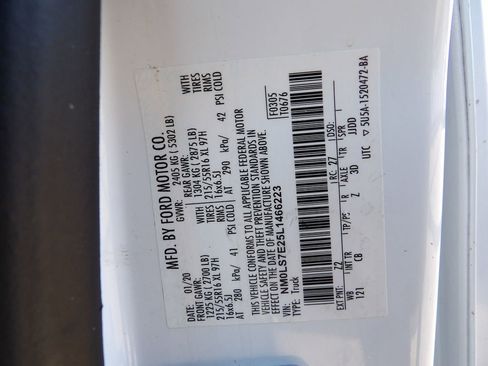 MFD. BY FORD MOTOR CO.
01/20
GVWR: 2405 KG ( 5302 LB)
FRONT GAWR: 1225 KG (2700 LB)
REAR GAWR: 1304 KG (2875 LB)
215/55R16 XL 97H
WITH TIRES
16x6.5J RIMS
AT 280 kPa/ 41 PSI COLD
WITH
215/55R16 XL 97H TIRES
16x6.5J RIMS
AT 290 kPa/ 42 PSI COLD
THIS VEHICLE CONFORMS TO ALL APPLICABLE FEDERAL MOTOR
VEHICLE SAFETY AND THEFT PREVENTION STANDARDS IN
EFFECT ON THE DATE OF MANUFACTURE SHOWN ABOVE.
F0305
T0676
VIN: NM0LS7E25L1466223
TYPE: Truck
EXT PNT: Z2
RC: 27
DSO:
WB
INT TR
TP/PS
R
AXLE
TR
SPR
121
CB
Z
3D
JJDD
UTC
5U5A-1520472-BA